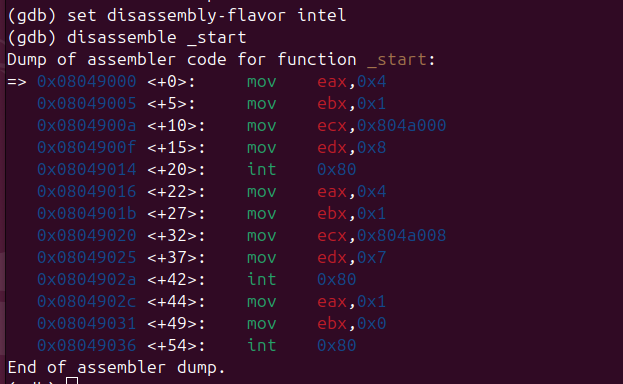 (gdb) set disassembly-flavor intel
(gdb) disassemble _start
Dump of assembler code for function _start:
=> 0x08049000 <+0>:     mov    eax,0x4
   0x08049005 <+5>:     mov    ebx,0x1
   0x0804900a <+10>:    mov    ecx,0x804a000
   0x0804900f <+15>:    mov    edx,0x8
   0x08049014 <+20>:    int    0x80
   0x08049016 <+22>:    mov    eax,0x4
   0x0804901b <+27>:    mov    ebx,0x1
   0x08049020 <+32>:    mov    ecx,0x804a008
   0x08049025 <+37>:    mov    edx,0x7
   0x0804902a <+42>:    int    0x80
   0x0804902c <+44>:    mov    eax,0x1
   0x08049031 <+49>:    mov    ebx,0x0
   0x08049036 <+54>:    int    0x80
End of assembler dump.
(gdb)